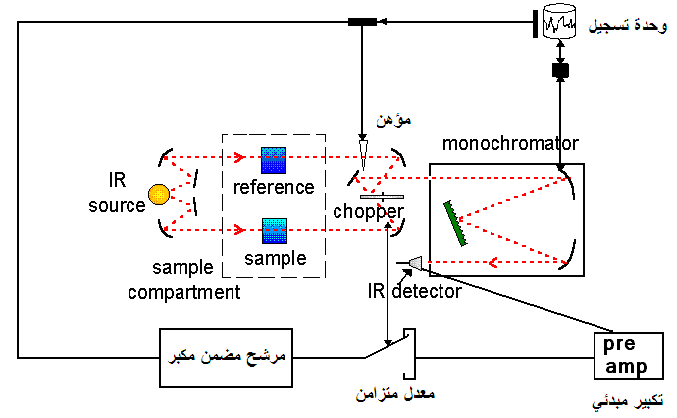 وحدة تسجيل
مؤهن
monochromator
IR
source
reference
chopper
sample
sample
compartment
IR detector
مرشح مضمن مكبر
معدل متزامن
pre
amp
تكبير مبدئي